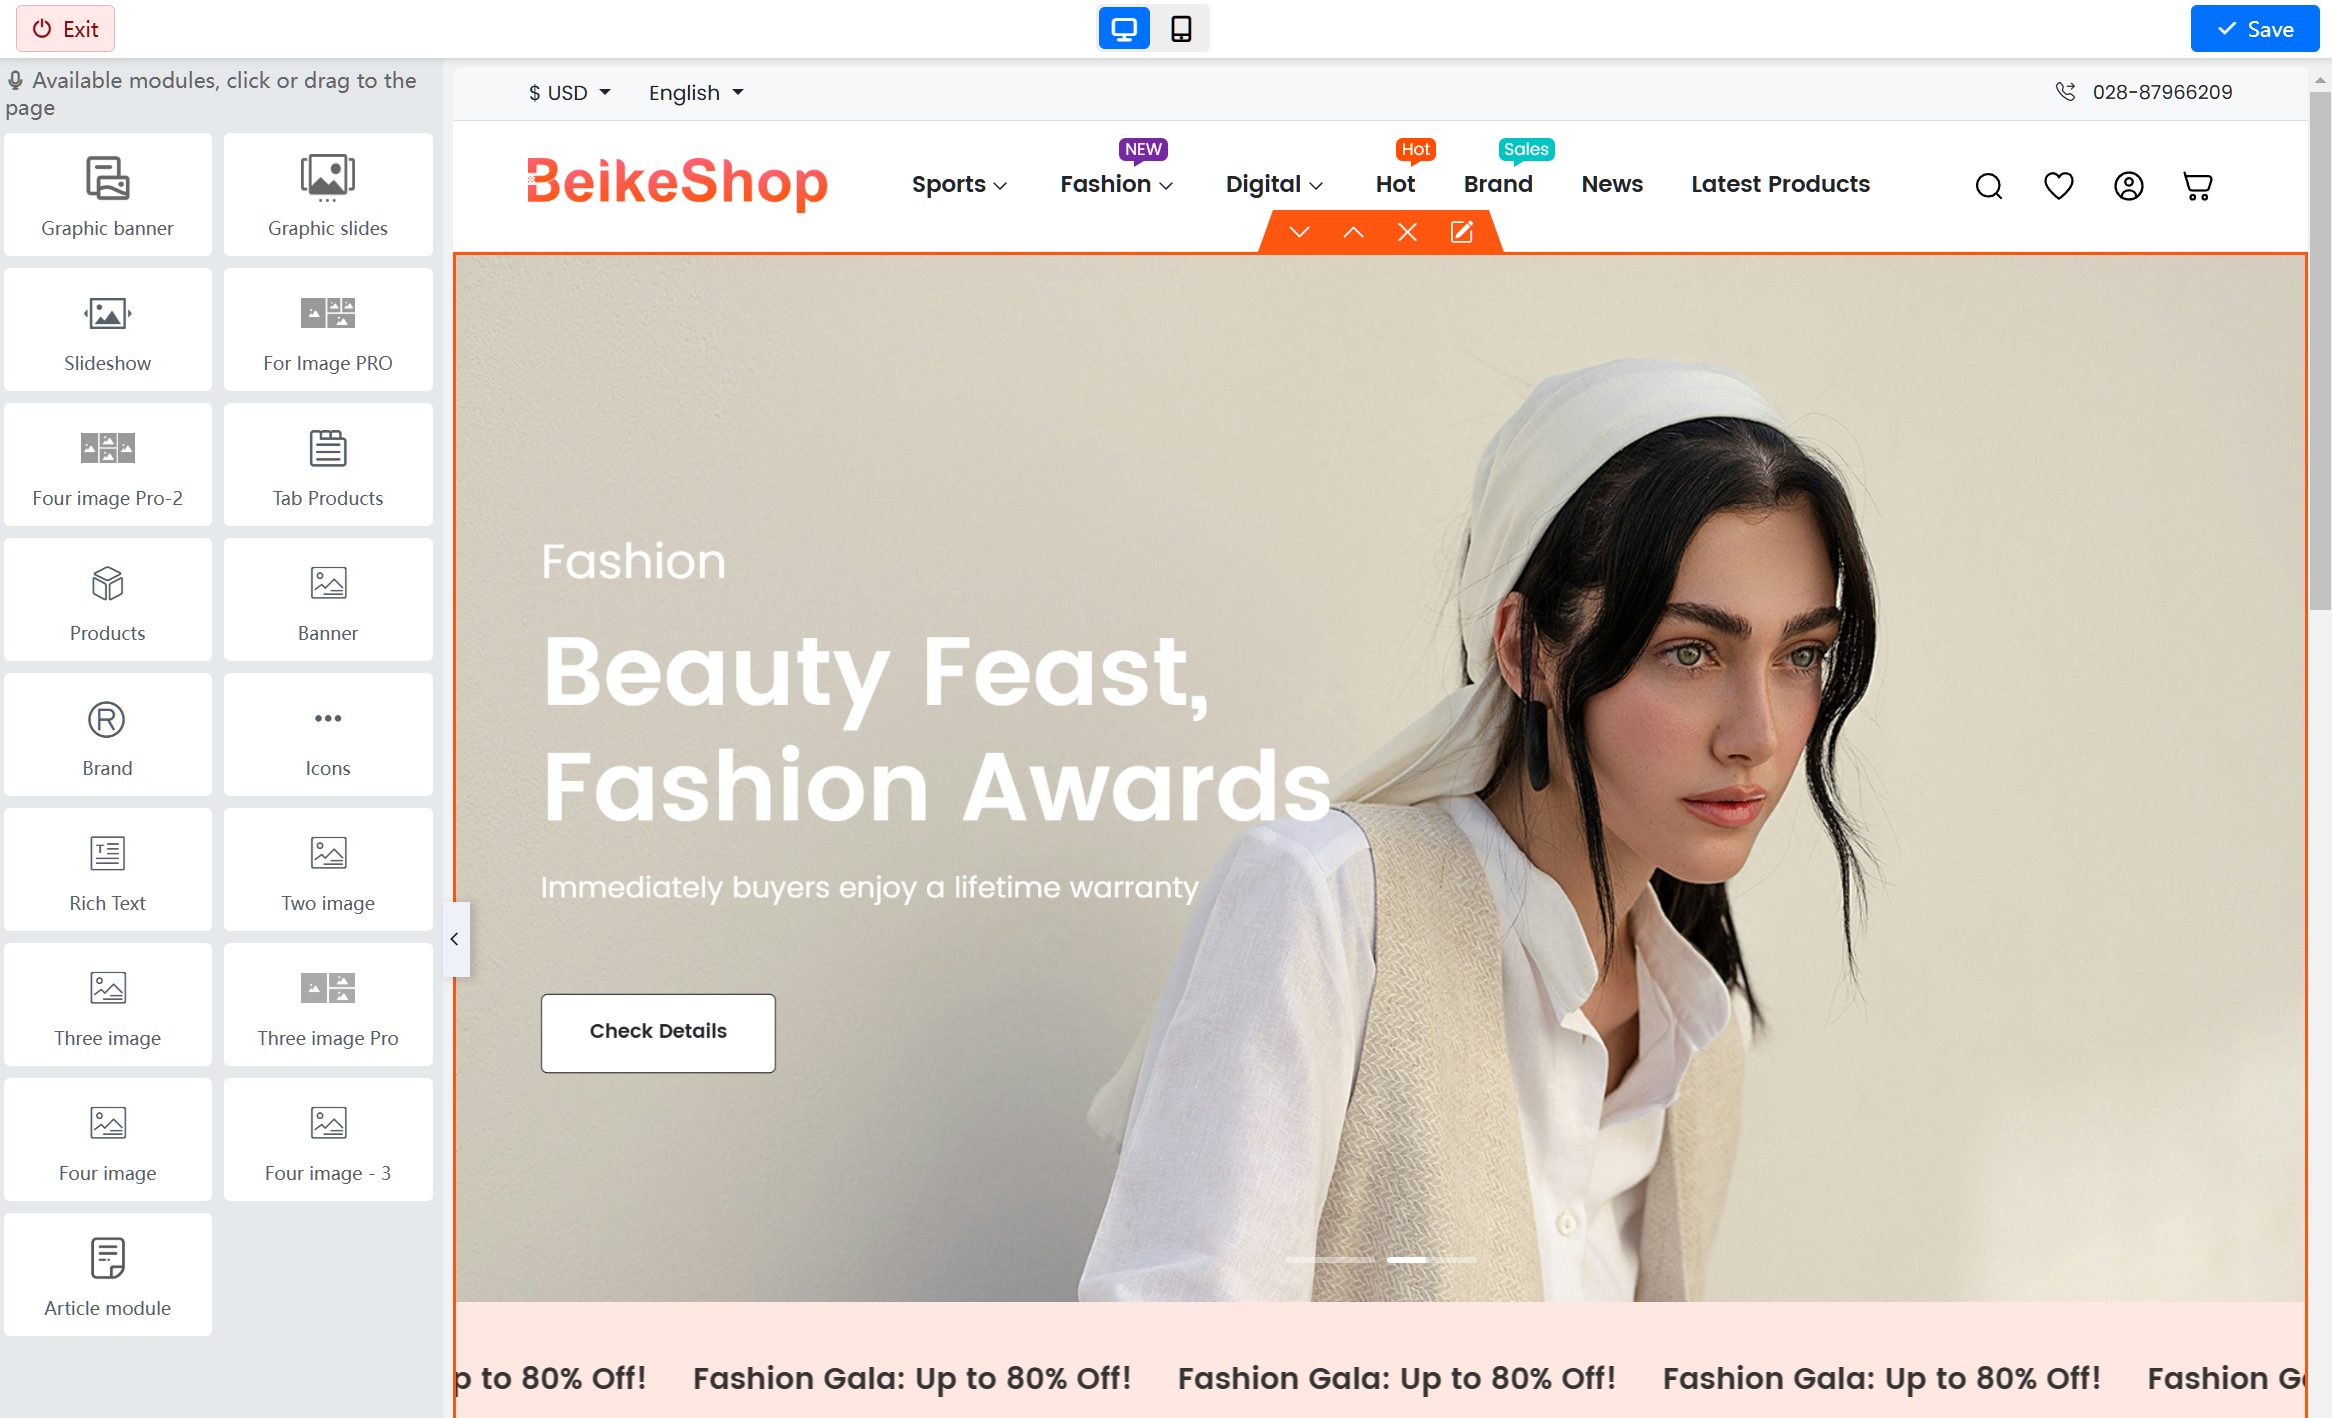 Exit
Save
Available modules, click or drag to the
page
Graphic banner
Graphic slides
Slideshow
For Image PRO
Four image Pro-2
Tab Products
Products
Banner
Brand
Icons
Rich Text
Two image
Three image
Three image Pro
Four image
Four image - 3
Article module
$ USD
English
028-87966209
BeikeShop
NEW
Hot
Sales
Sports
Fashion
Digital
Hot
Brand
News
Latest Products
Fashion
Beauty Feast,
Fashion Awards
Immediately buyers enjoy a lifetime warranty
Check Details
p to 80% Off! Fashion Gala: Up to 80% Off! Fashion Gala: Up to 80% Off! Fashion Gala: Up to 80% Off! Fashion G